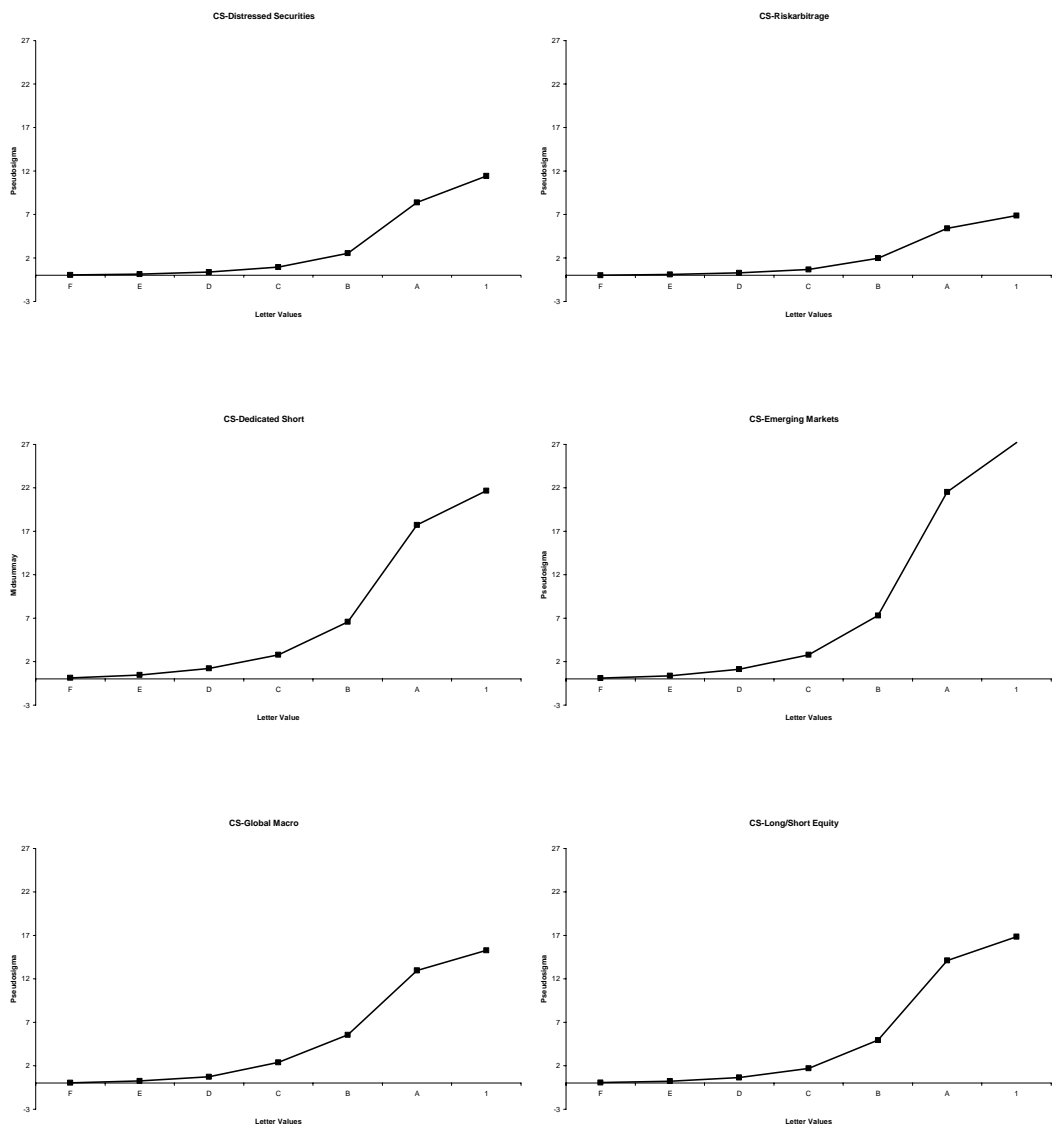 CS-Distressed Securities
27
22
17
12
7
2
-3
Pseudosigma
F E D C B A 1
Letter Values
CS-Riskarbitrage
27
22
17
12
7
2
-3
Pseudosigma
F E D C B A 1
Letter Values
CS-Dedicated Short
27
22
17
12
7
2
-3
Midsummay
F E D C B A 1
Letter Value
CS-Emerging Markets
27
22
17
12
7
2
-3
Pseudosigma
F E D C B A 1
Letter Values
CS-Global Macro
27
22
17
12
7
2
-3
Pseudosigma
F E D C B A 1
Letter Values
CS-Long/Short Equity
27
22
17
12
7
2
-3
Pseudosigma
F E D C B A 1
Letter Values